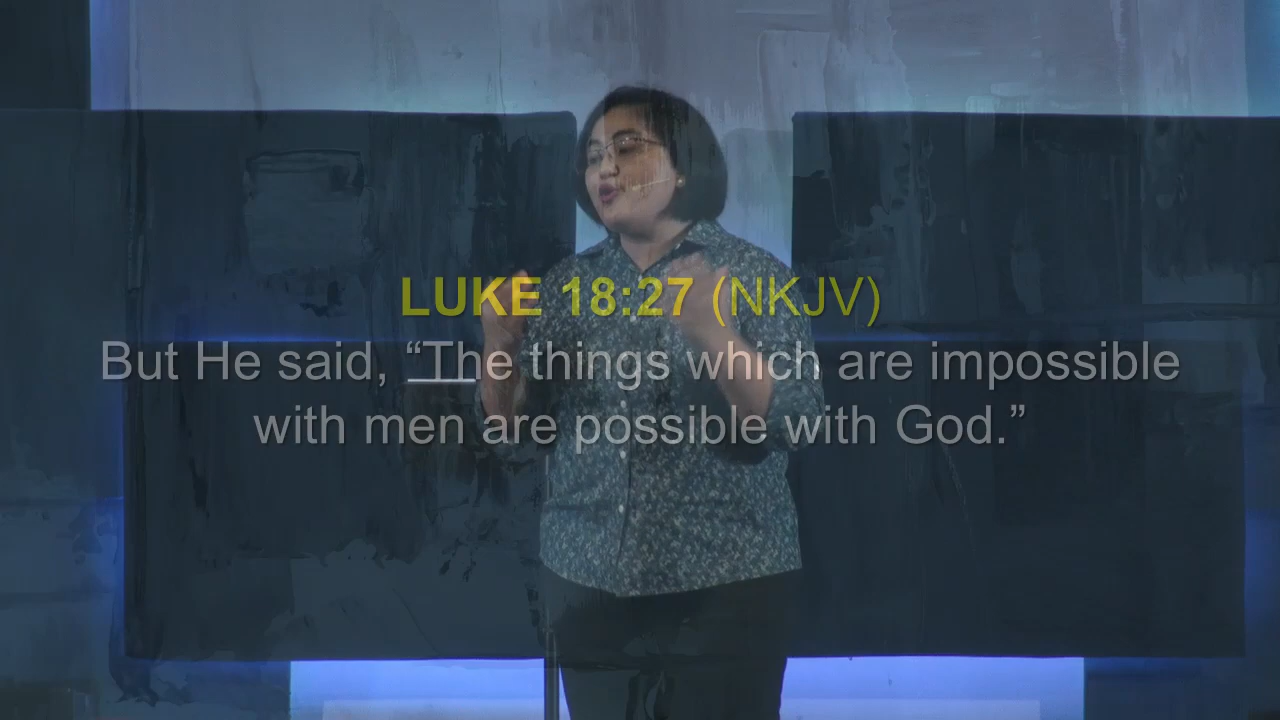 LUKE 18:27 (NKJV)
But He said, “The things which are impossible
with men are possible with God.”